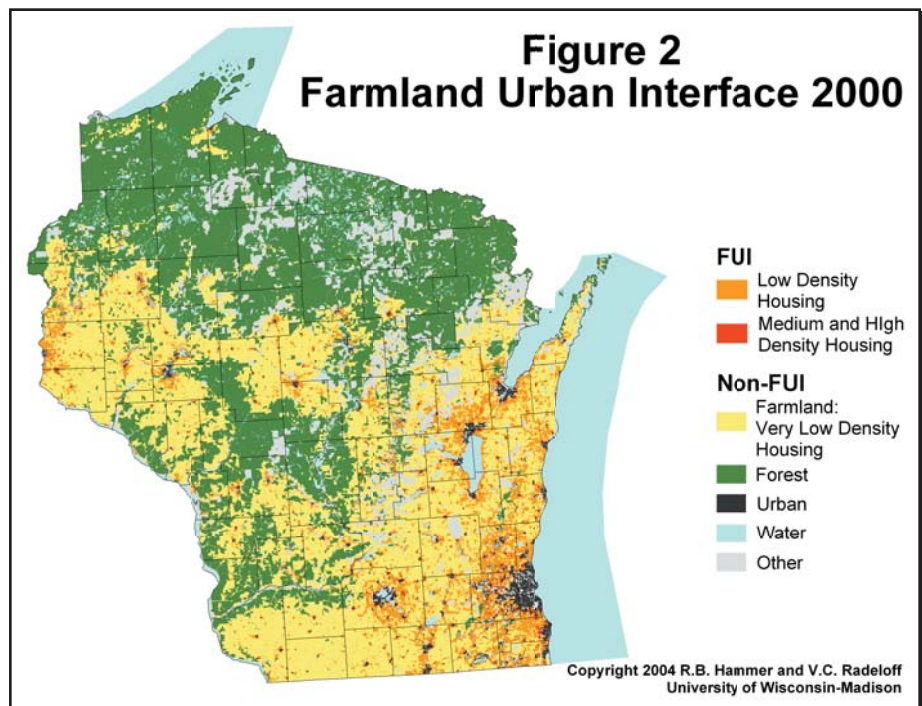 Figure 2
Farmland Urban Interface 2000
FUI
Low Density
Housing
Medium and HIgh
Density Housing
Non-FUI
Farmland:
Very Low Density
Housing
Forest
Urban
Water
Other
Copyright 2004 R.B. Hammer and V.C. Radeloff
University of Wisconsin-Madison